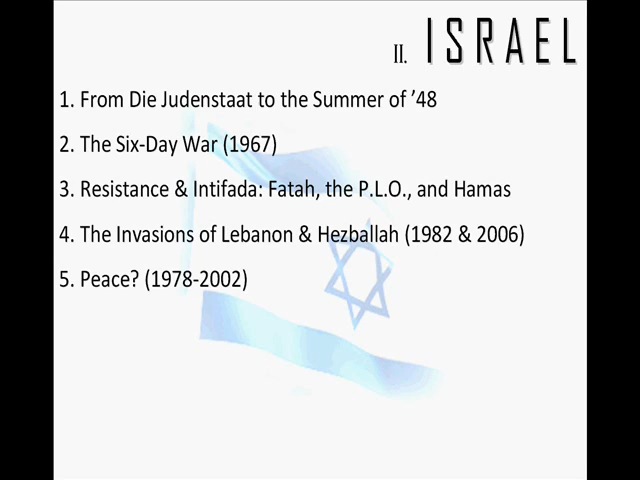 II. ISRAEL
1. From Die Judenstaat to the Summer of ’48
2. The Six-Day War (1967)
3. Resistance & Intifada: Fatah, the P.L.O., and Hamas
4. The Invasions of Lebanon & Hezballah (1982 & 2006)
5. Peace? (1978-2002)